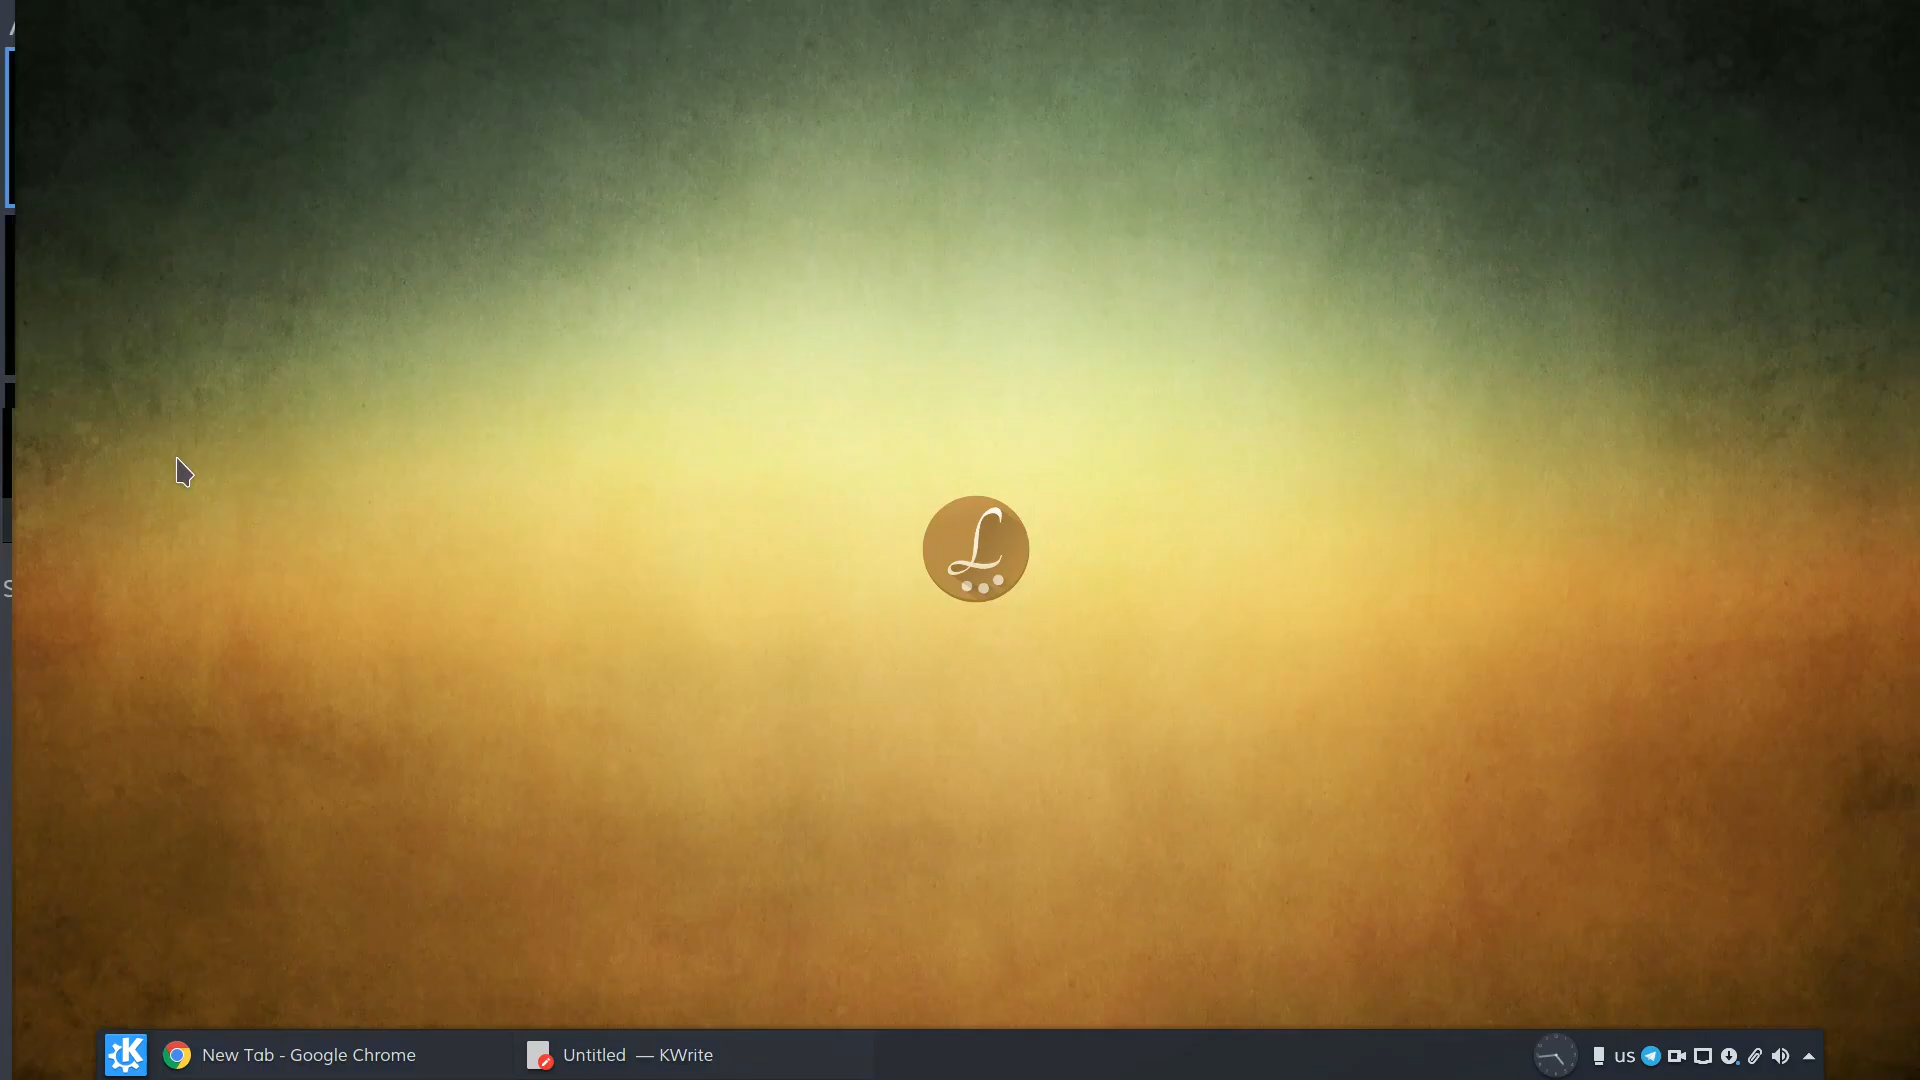 A
S
L
New Tab - Google Chrome
Untitled — KWrite
us